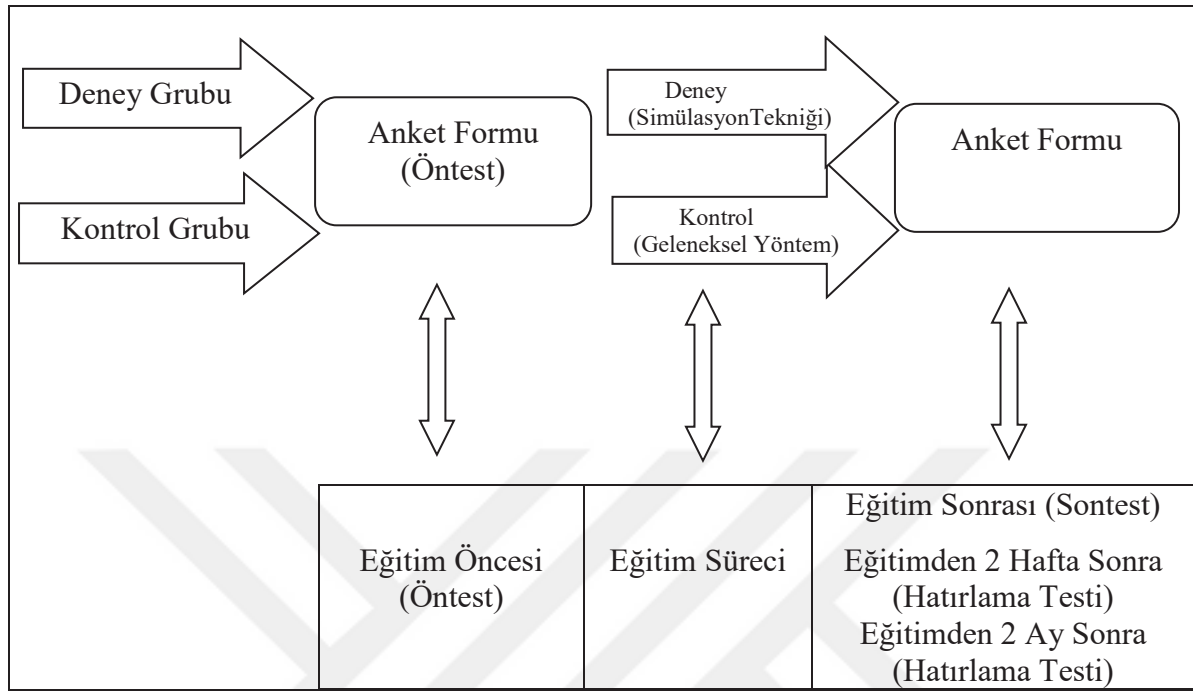 Deney Grubu
Kontrol Grubu
Anket Formu
(Öntest)
Deney
(SimülasyonTekniği)
Kontrol
(Geleneksel Yöntem)
Anket Formu
Eğitim Öncesi
(Öntest)
Eğitim Süreci
Eğitim Sonrası (Sontest)
Eğitimden 2 Hafta Sonra
(Hatırlama Testi)
Eğitimden 2 Ay Sonra
(Hatırlama Testi)